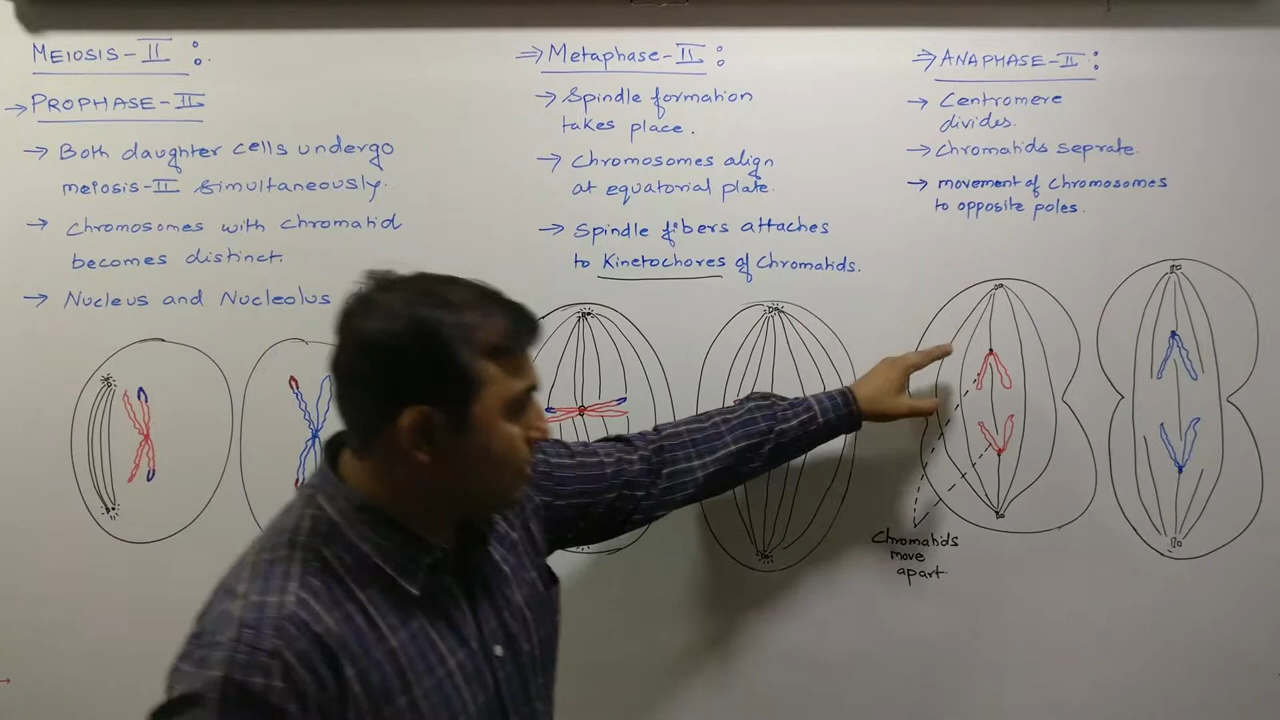 MEIOSIS-II :
→ PROPHASE-II
→ Both daughter cells undergo
meiosis-II simultaneously.
→ Chromosomes with chromatid
becomes distinct.
→ Nucleus and Nucleolus
⇒ Metaphase-II :
→ Spindle formation
takes place.
→ Chromosomes align
at equatorial plate.
→ Spindle fibers attaches
to Kinetochores of Chromatids.
⇒ ANAPHASE-II :
→ Centromere
divides.
→ Chromatids seprate.
→ movement of Chromosomes
to opposite poles.
Chromatids
move
apart.